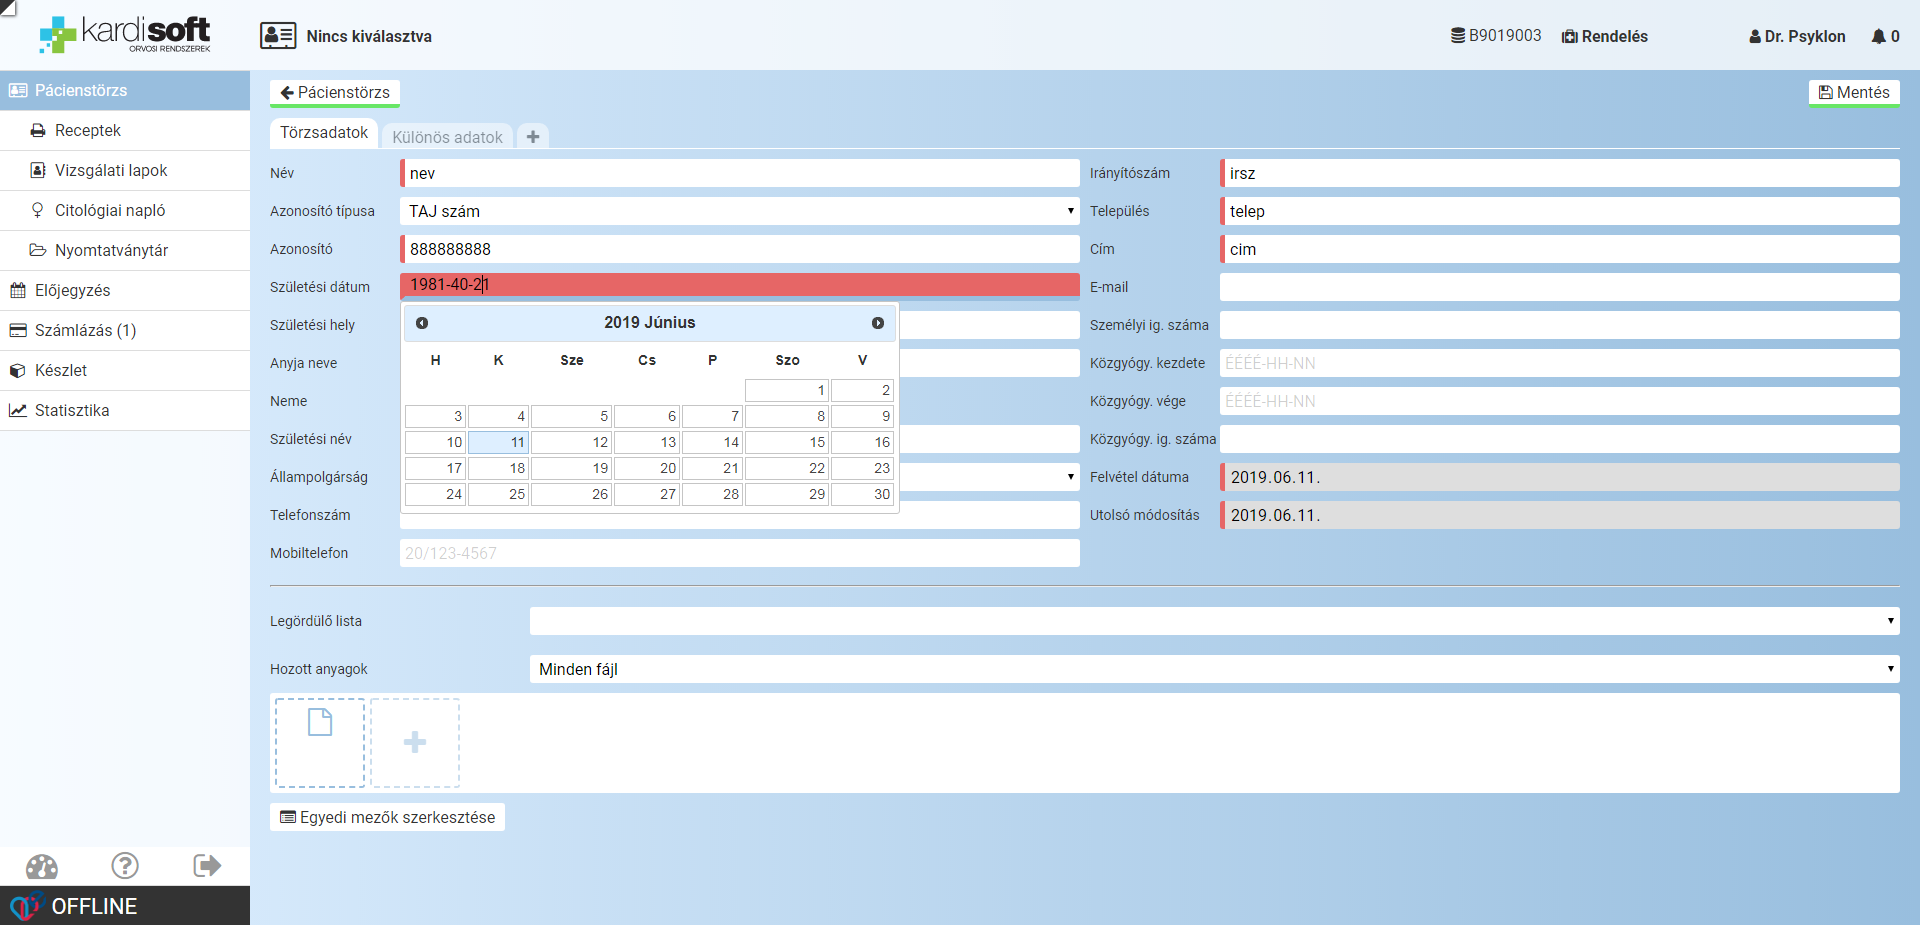 kardisoft
ORVOSI RENDSZEREK
Nincs kiválasztva
B9019003
Rendelés
Dr. Psyklon
0
Pácienstörzs
Receptek
Vizsgálati lapok
Citológiai napló
Nyomtatványtár
Előjegyzés
Számlázás (1)
Készlet
Statisztika
OFFLINE
Pácienstörzs
Mentés
Törzsadatok
Különös adatok
Név
nev
Irányítószám
irsz
Azonosító típusa
TAJ szám
Település
telep
Azonosító
888888888
Cím
cim
Születési dátum
1981-40-21
E-mail
Születési hely
Személyi ig. száma
Anyja neve
Közgyógy. kezdete
ÉÉÉÉ-HH-NN
Neme
Közgyógy. vége
ÉÉÉÉ-HH-NN
Születési név
Közgyógy. ig. száma
Állampolgárság
Felvétel dátuma
2019.06.11.
Telefonszám
Utolsó módosítás
2019.06.11.
Mobiltelefon
20/123-4567
2019 Június
H K Sze Cs P Szo V
1 2
3 4 5 6 7 8 9
10 11 12 13 14 15 16
17 18 19 20 21 22 23
24 25 26 27 28 29 30
Legördülő lista
Hozott anyagok
Minden fájl
Egyedi mezők szerkesztése